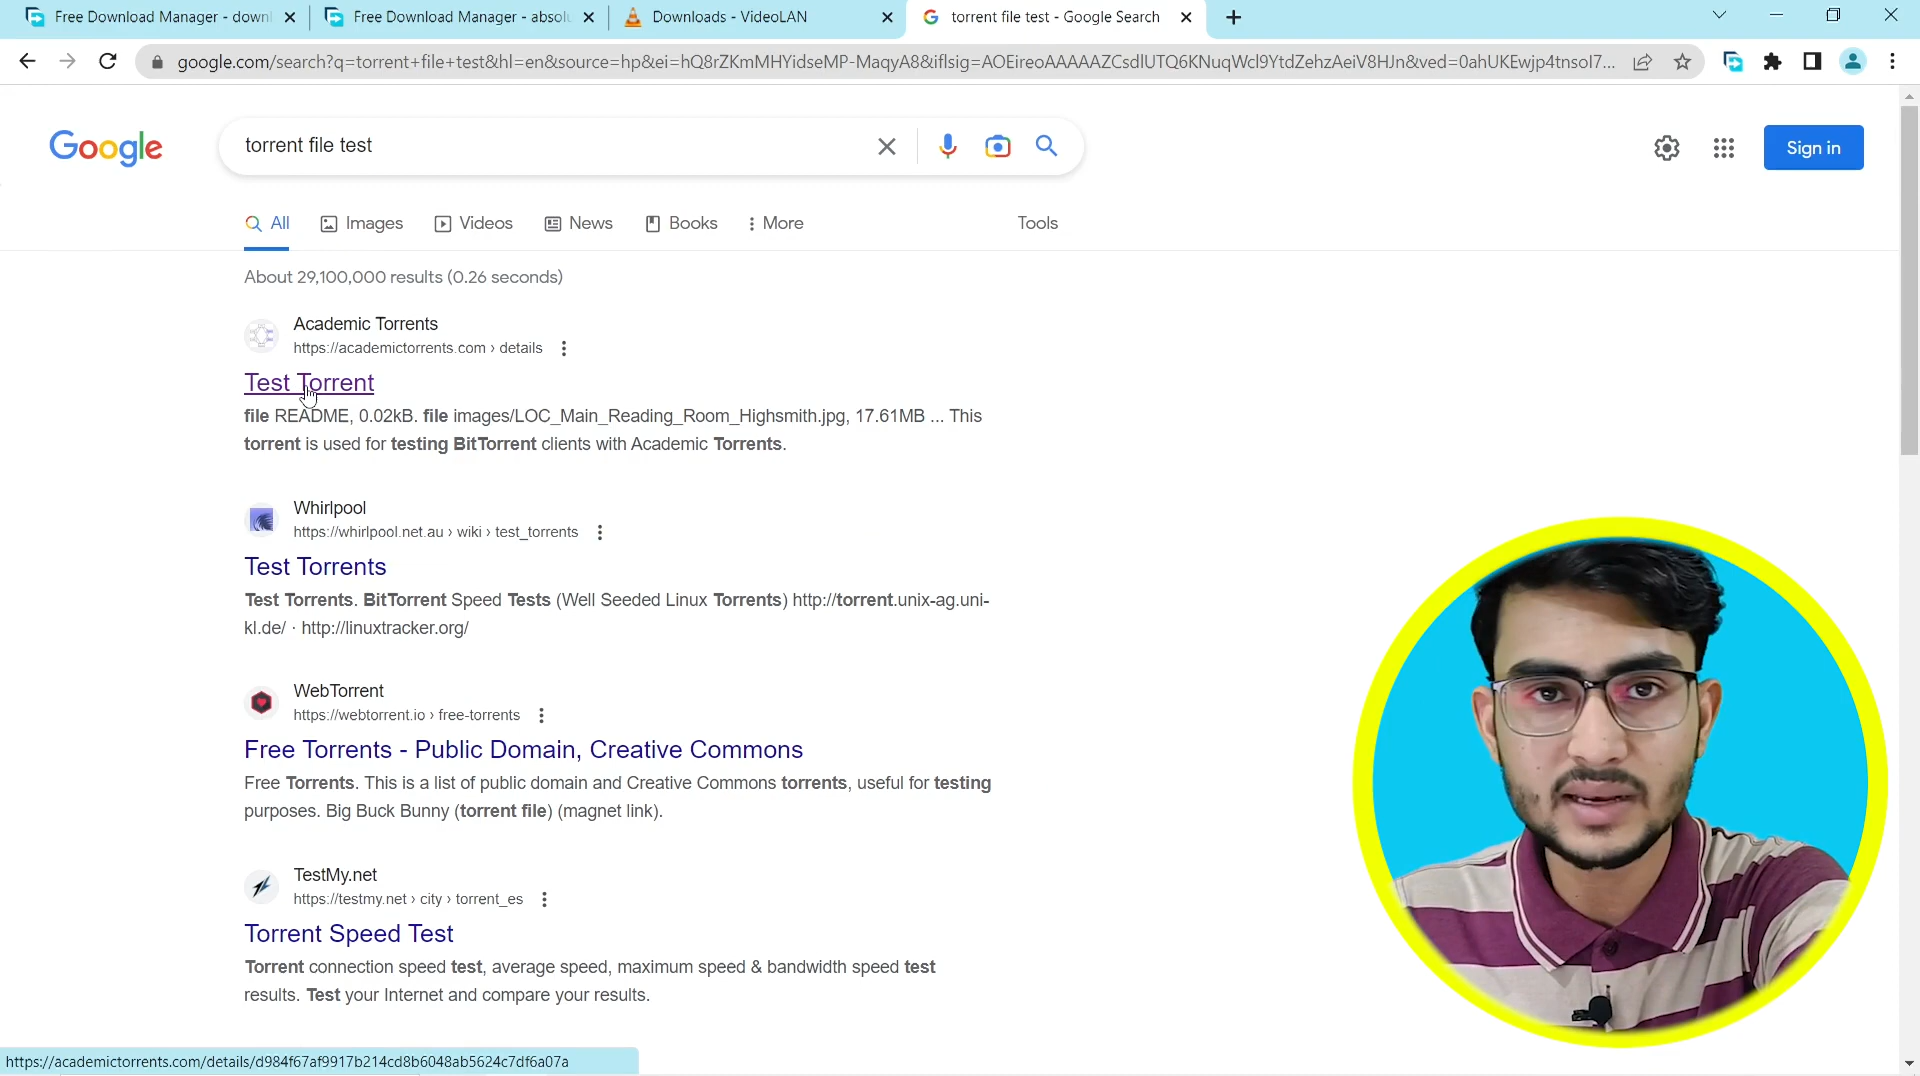 Free Download Manager - downl
Free Download Manager - absolu
Downloads - VideoLAN
torrent file test - Google Search
google.com/search?q=torrent+file+test&hl=en&source=hp&ei=hQ8rZKmMHYidseMP-MaqyA8&iflsig=AOEireoAAAAAZCsdlUTQ6KNuqWcl9YtdZehzAeiV8HJn&ved=0ahUKEwjp4tnsol7...
Google
torrent file test
Sign in
All
Images
Videos
News
Books
More
Tools
About 29,100,000 results (0.26 seconds)
Academic Torrents
https://academictorrents.com › details
Test Torrent
file README, 0.02kB. file images/LOC_Main_Reading_Room_Highsmith.jpg, 17.61MB ... This
torrent is used for testing BitTorrent clients with Academic Torrents.
Whirlpool
https://whirlpool.net.au › wiki › test_torrents
Test Torrents
Test Torrents. BitTorrent Speed Tests (Well Seeded Linux Torrents) http://torrent.unix-ag.uni-
kl.de/ · http://linuxtracker.org/
WebTorrent
https://webtorrent.io › free-torrents
Free Torrents - Public Domain, Creative Commons
Free Torrents. This is a list of public domain and Creative Commons torrents, useful for testing
purposes. Big Buck Bunny (torrent file) (magnet link).
TestMy.net
https://testmy.net › city › torrent_es
Torrent Speed Test
Torrent connection speed test, average speed, maximum speed & bandwidth speed test
results. Test your Internet and compare your results.
https://academictorrents.com/details/d984f67af9917b214cd8b6048ab5624c7df6a07a